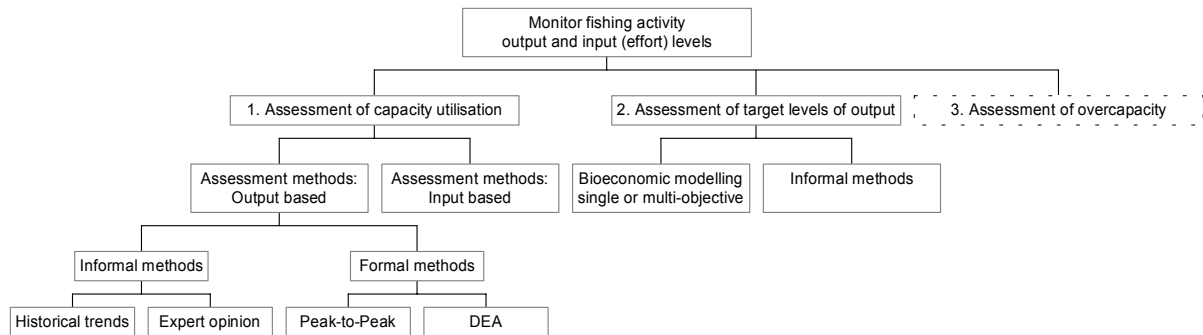 Monitor fishing activity
output and input (effort) levels
1. Assessment of capacity utilisation
2. Assessment of target levels of output
3. Assessment of overcapacity
Assessment methods:
Output based
Assessment methods:
Input based
Bioeconomic modelling
single or multi-objective
Informal methods
Informal methods
Formal methods
Historical trends
Expert opinion
Peak-to-Peak
DEA